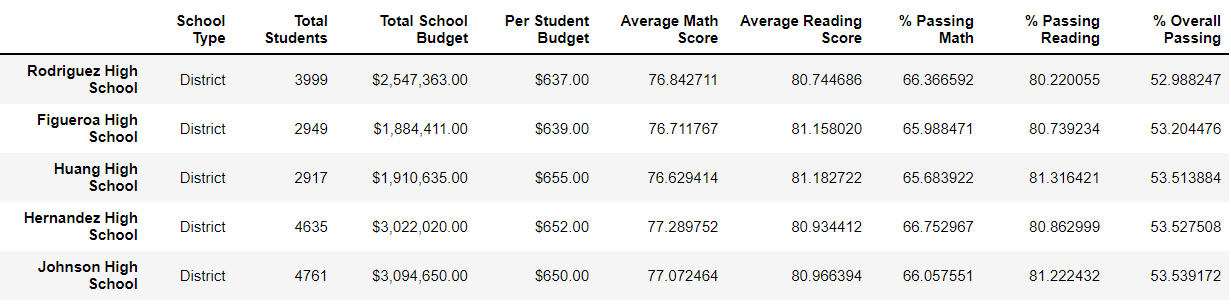 School Type Total Students Total School Budget Per Student Budget Average Math Score Average Reading Score % Passing Math % Passing Reading % Overall Passing
Rodriguez High School District 3999 $2,547,363.00 $637.00 76.842711 80.744686 66.366592 80.220055 52.988247
Figueroa High School District 2949 $1,884,411.00 $639.00 76.711767 81.158020 65.988471 80.739234 53.204476
Huang High School District 2917 $1,910,635.00 $655.00 76.629414 81.182722 65.683922 81.316421 53.513884
Hernandez High School District 4635 $3,022,020.00 $652.00 77.289752 80.934412 66.752967 80.862999 53.527508
Johnson High School District 4761 $3,094,650.00 $650.00 77.072464 80.966394 66.057551 81.222432 53.539172